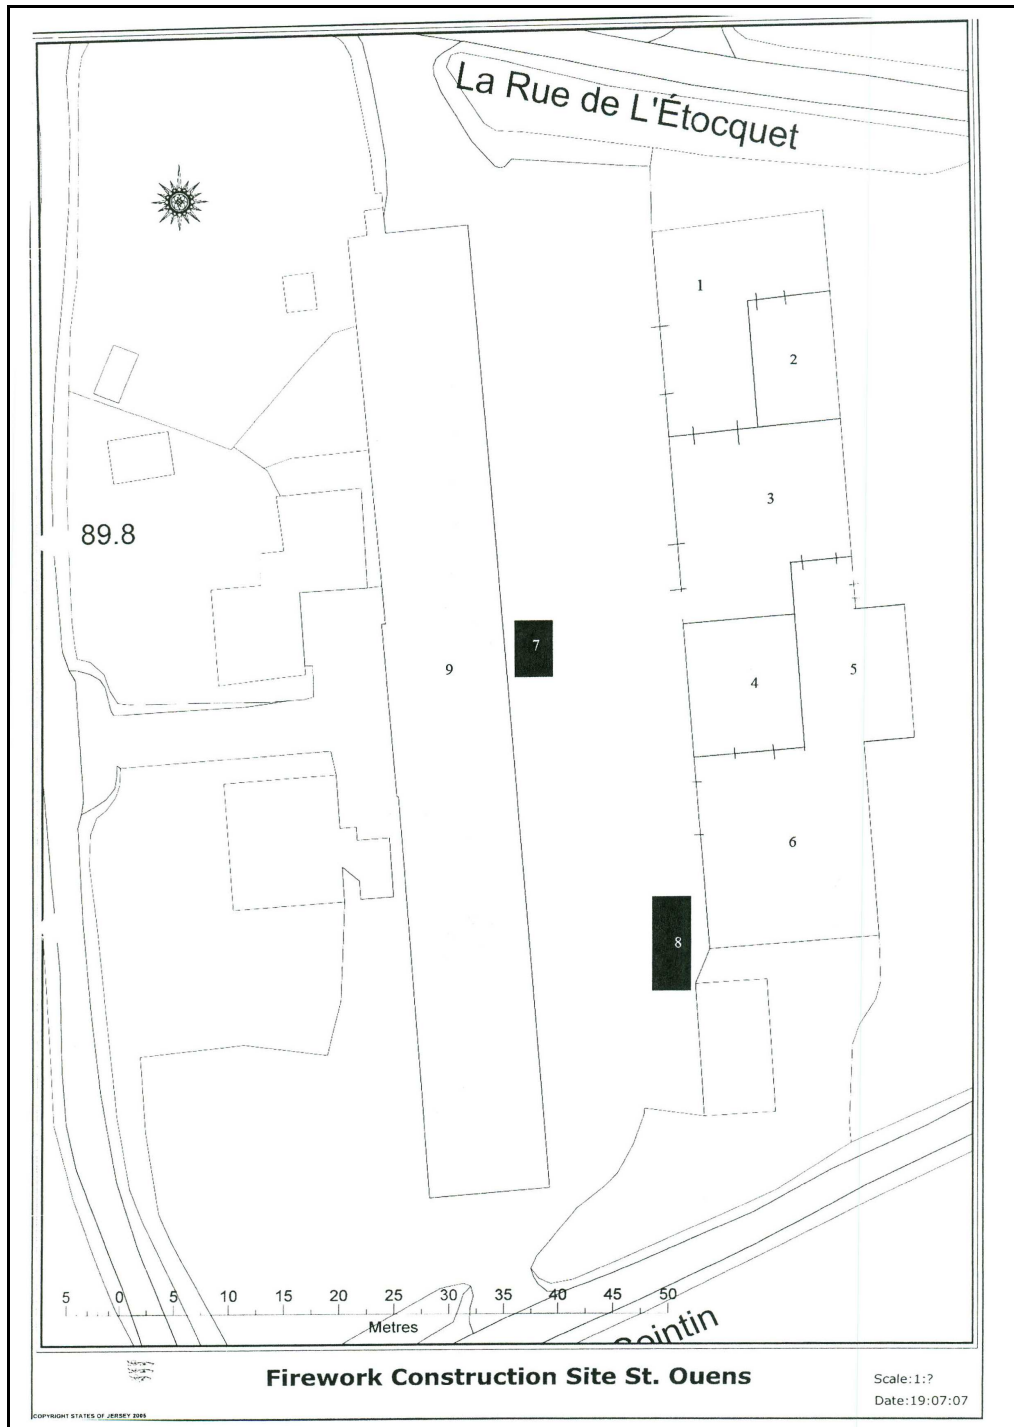 La Rue de L'Étocquet
1
2
3
89.8
7
9
4
5
6
8
5 0 5 10 15 20 25 30 35 40 45 50
Metres
Firework Construction Site St. Ouens
Scale:1:?
Date:19:07:07
COPYRIGHT STATES OF JERSEY 2005